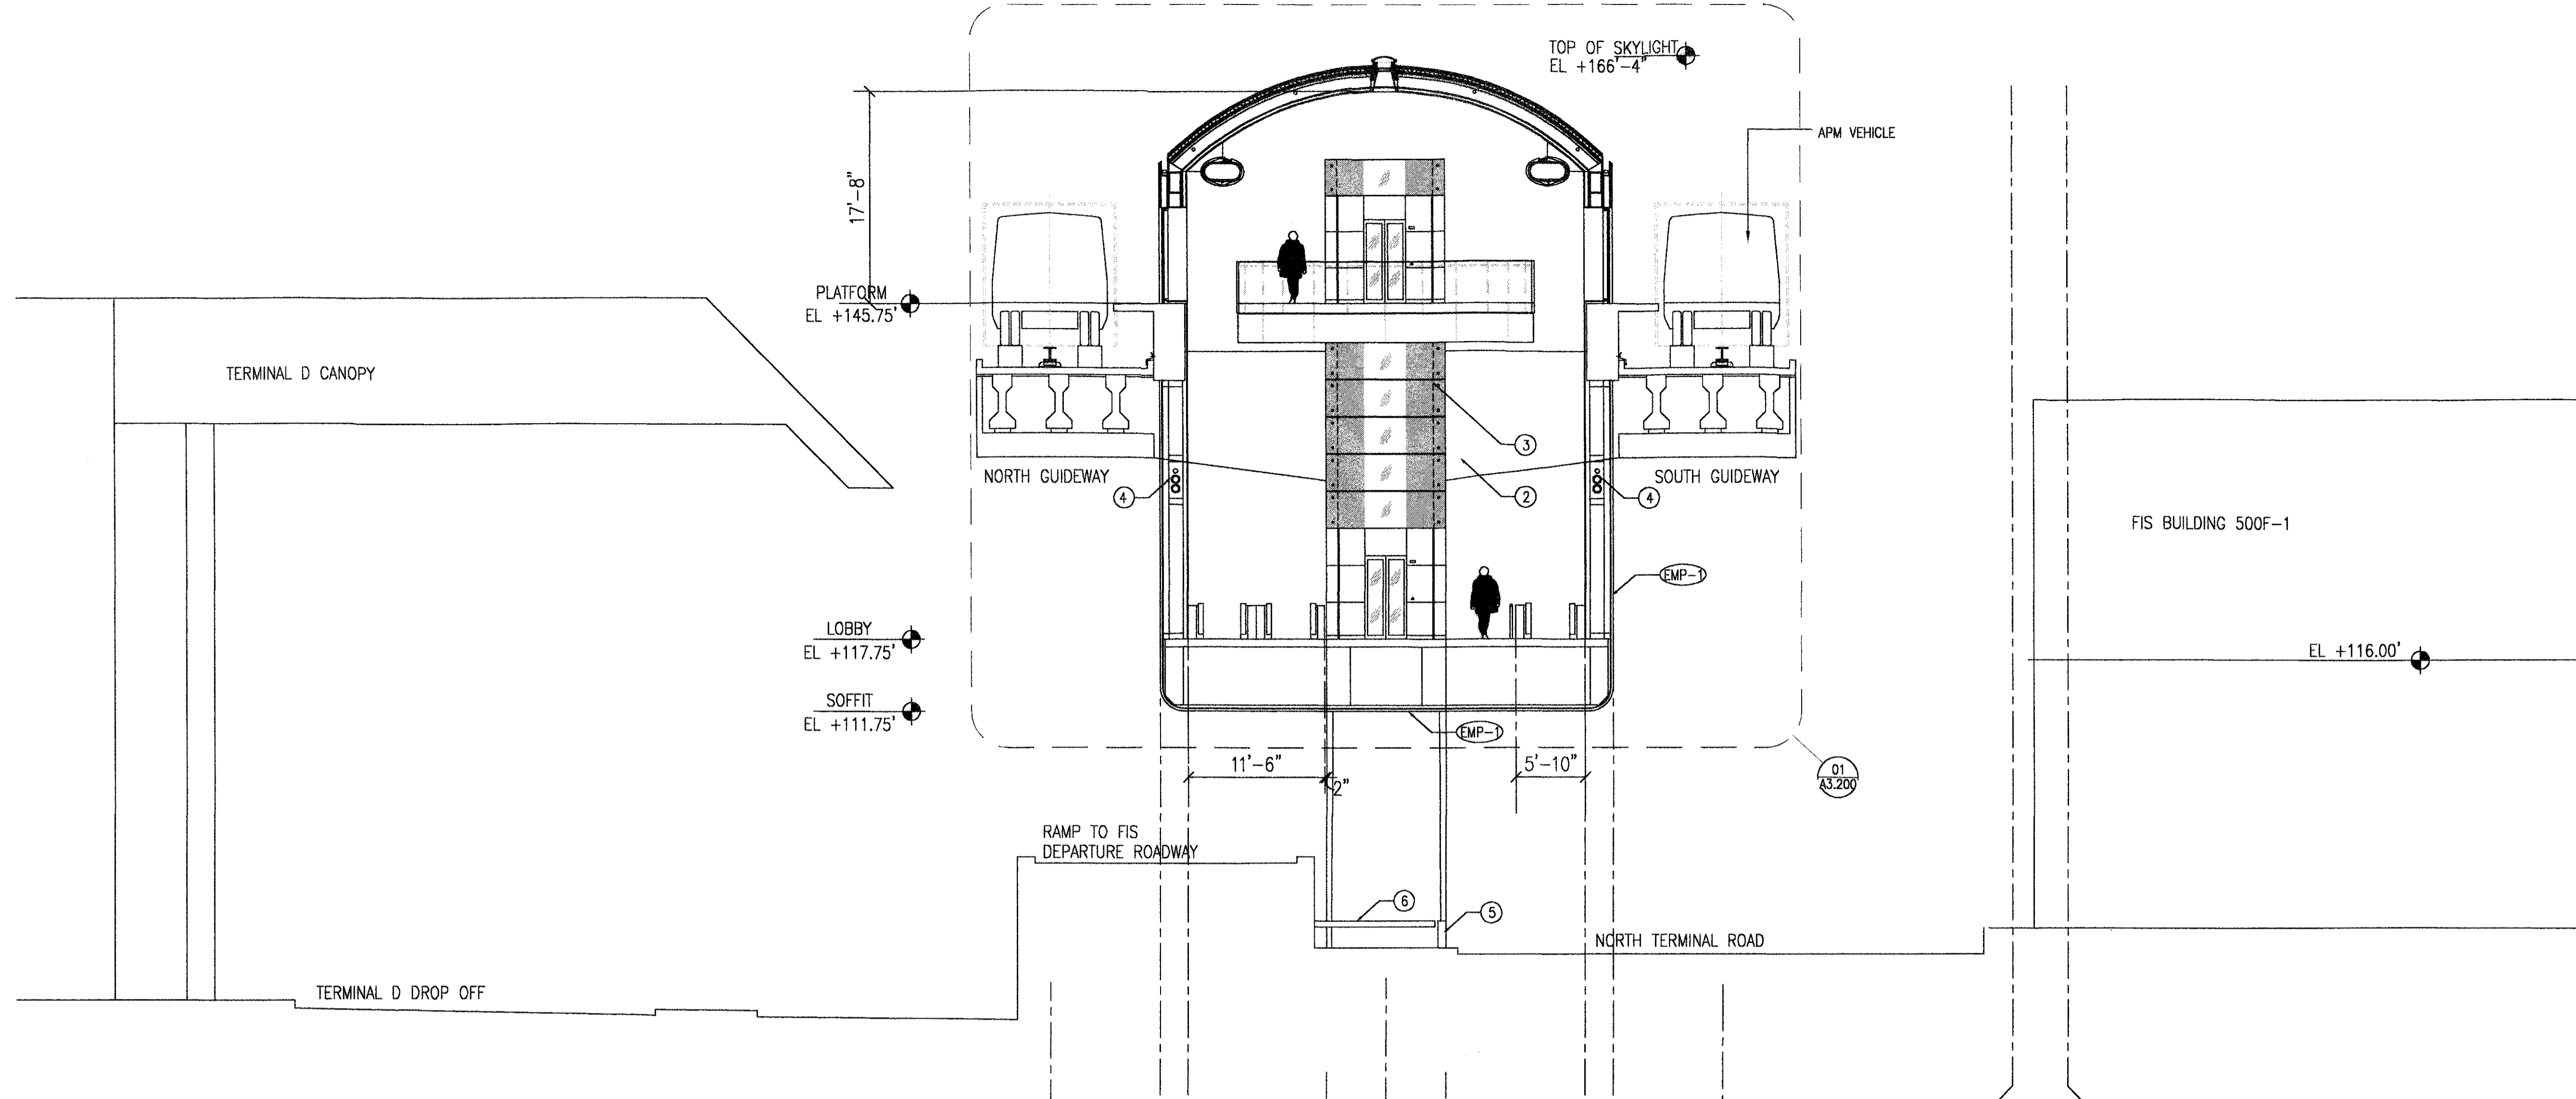 TOP OF SKYLIGHT
EL +166'-4"
APM VEHICLE
17'-8"
PLATFORM
EL +145.75'
TERMINAL D CANOPY
3
NORTH GUIDEWAY
SOUTH GUIDEWAY
4
2
4
FIS BUILDING 500F-1
EMP-1
LOBBY
EL +117.75'
EL +116.00'
SOFFIT
EL +111.75'
EMP-1
11'-6"
2"
5'-10"
01
A3.200
RAMP TO FIS
DEPARTURE ROADWAY
6
5
NORTH TERMINAL ROAD
TERMINAL D DROP OFF